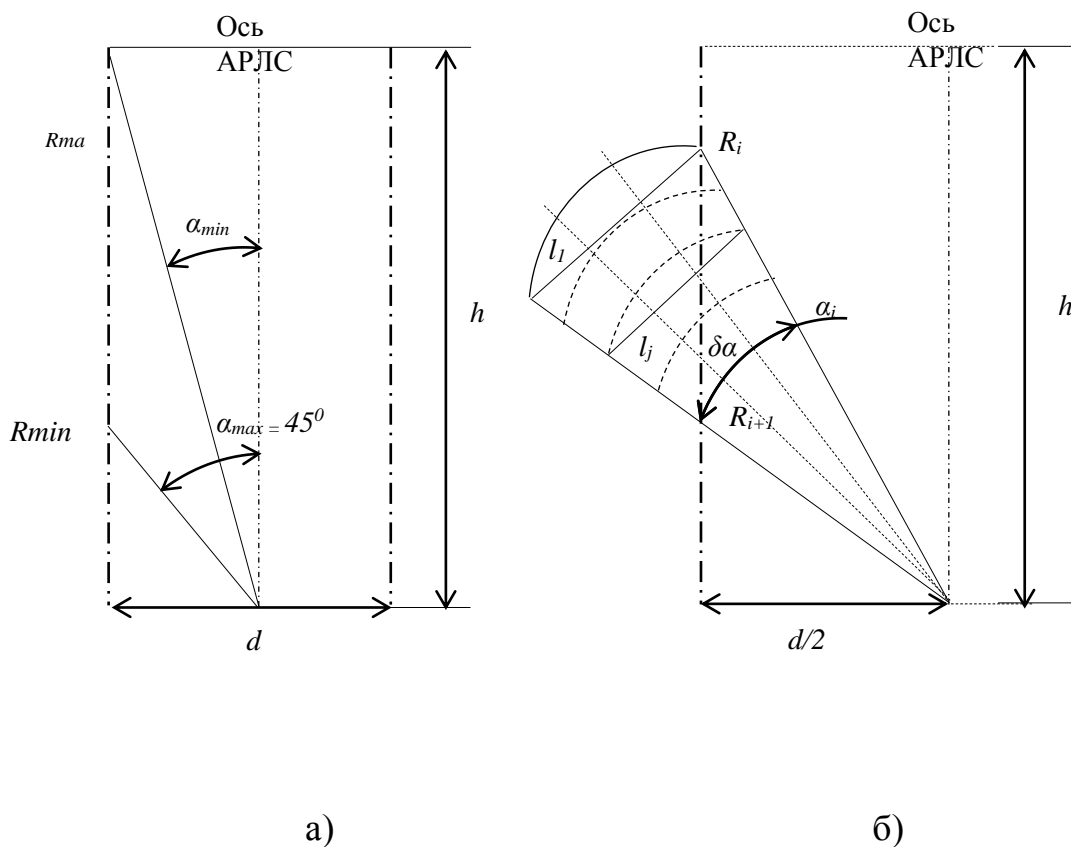 Ось
АРЛС
Rma
αmin
h
αmax = 45⁰
Rmin
d
а)
Ось
АРЛС
Ri
l1
αi
h
lj
δα
Ri+1
d/2
б)